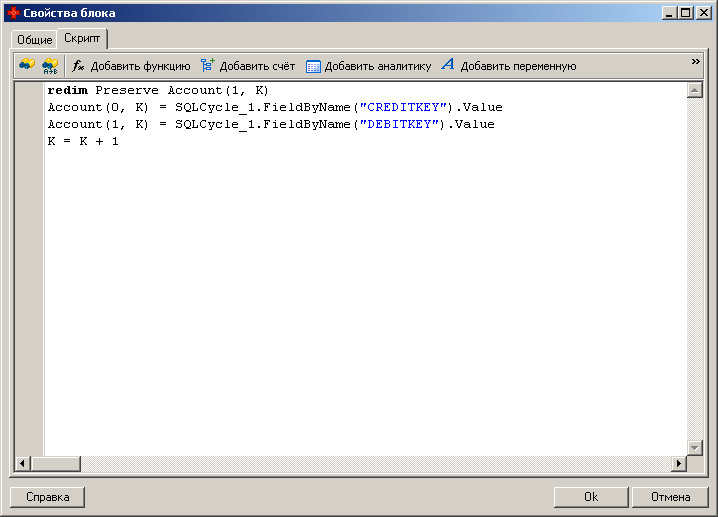 Свойства блока
Общие Скрипт
Добавить функцию Добавить счёт Добавить аналитику Добавить переменную »
redim Preserve Account(1, K)
Account(0, K) = SQLCycle_1.FieldByName("CREDITKEY").Value
Account(1, K) = SQLCycle_1.FieldByName("DEBITKEY").Value
K = K + 1
Справка Ok Отмена